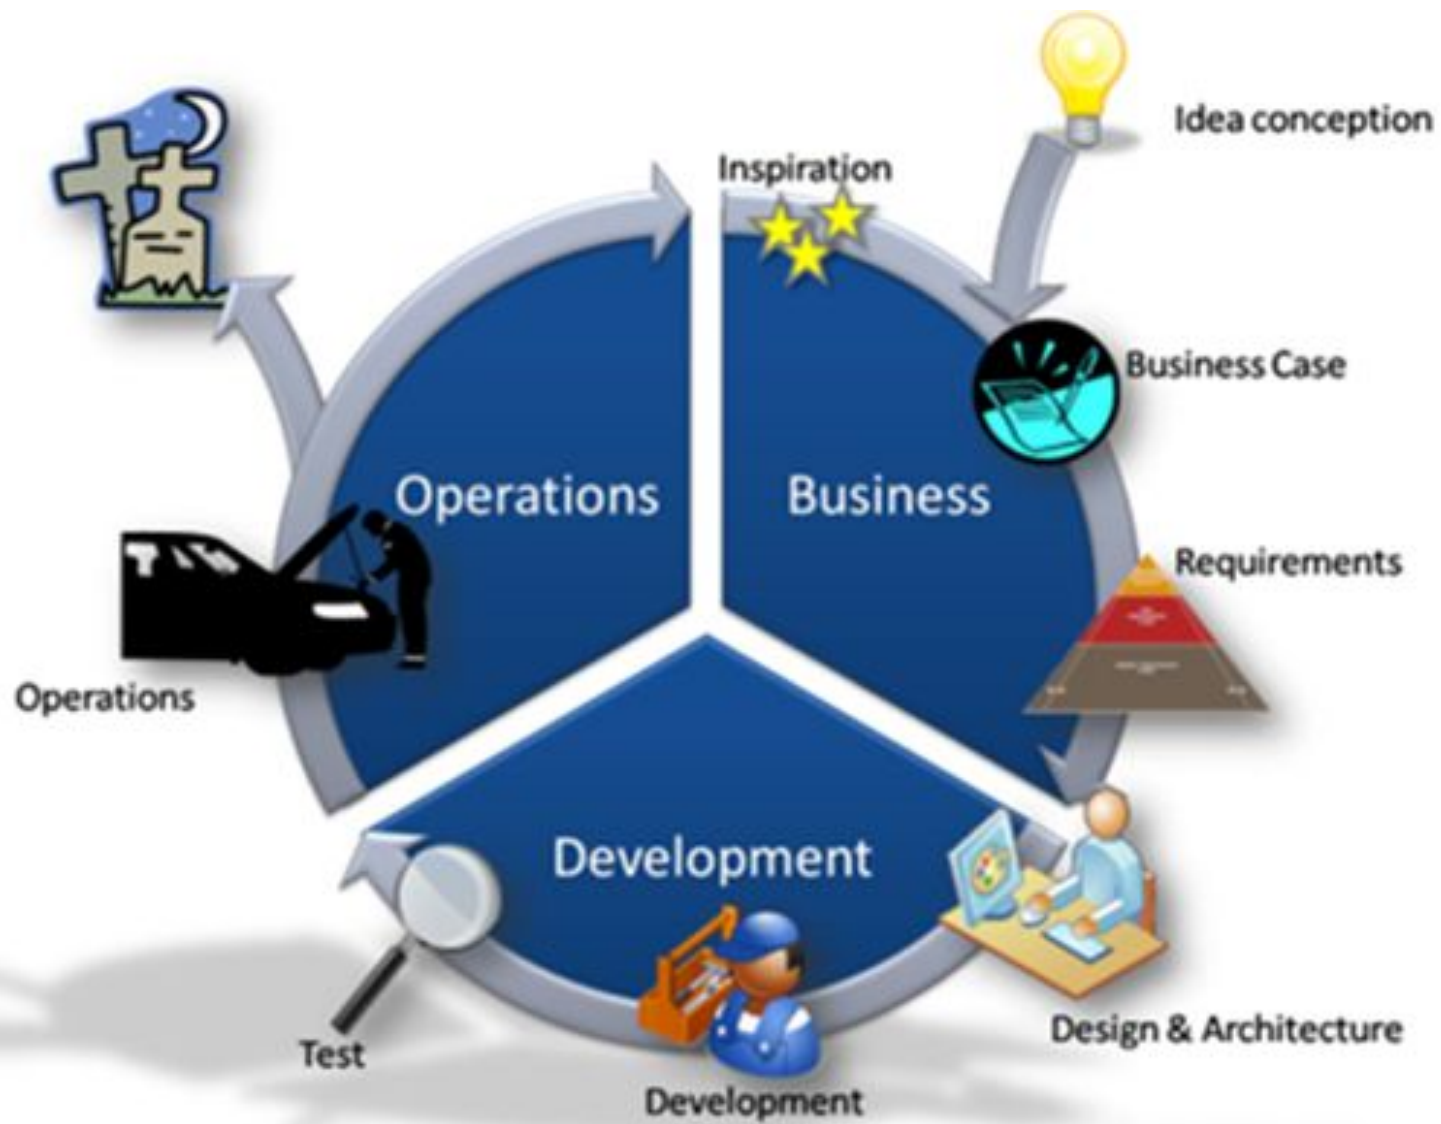 Idea conception
Inspiration
Business Case
Operations
Business
Requirements
Operations
Development
Design & Architecture
Test
Development